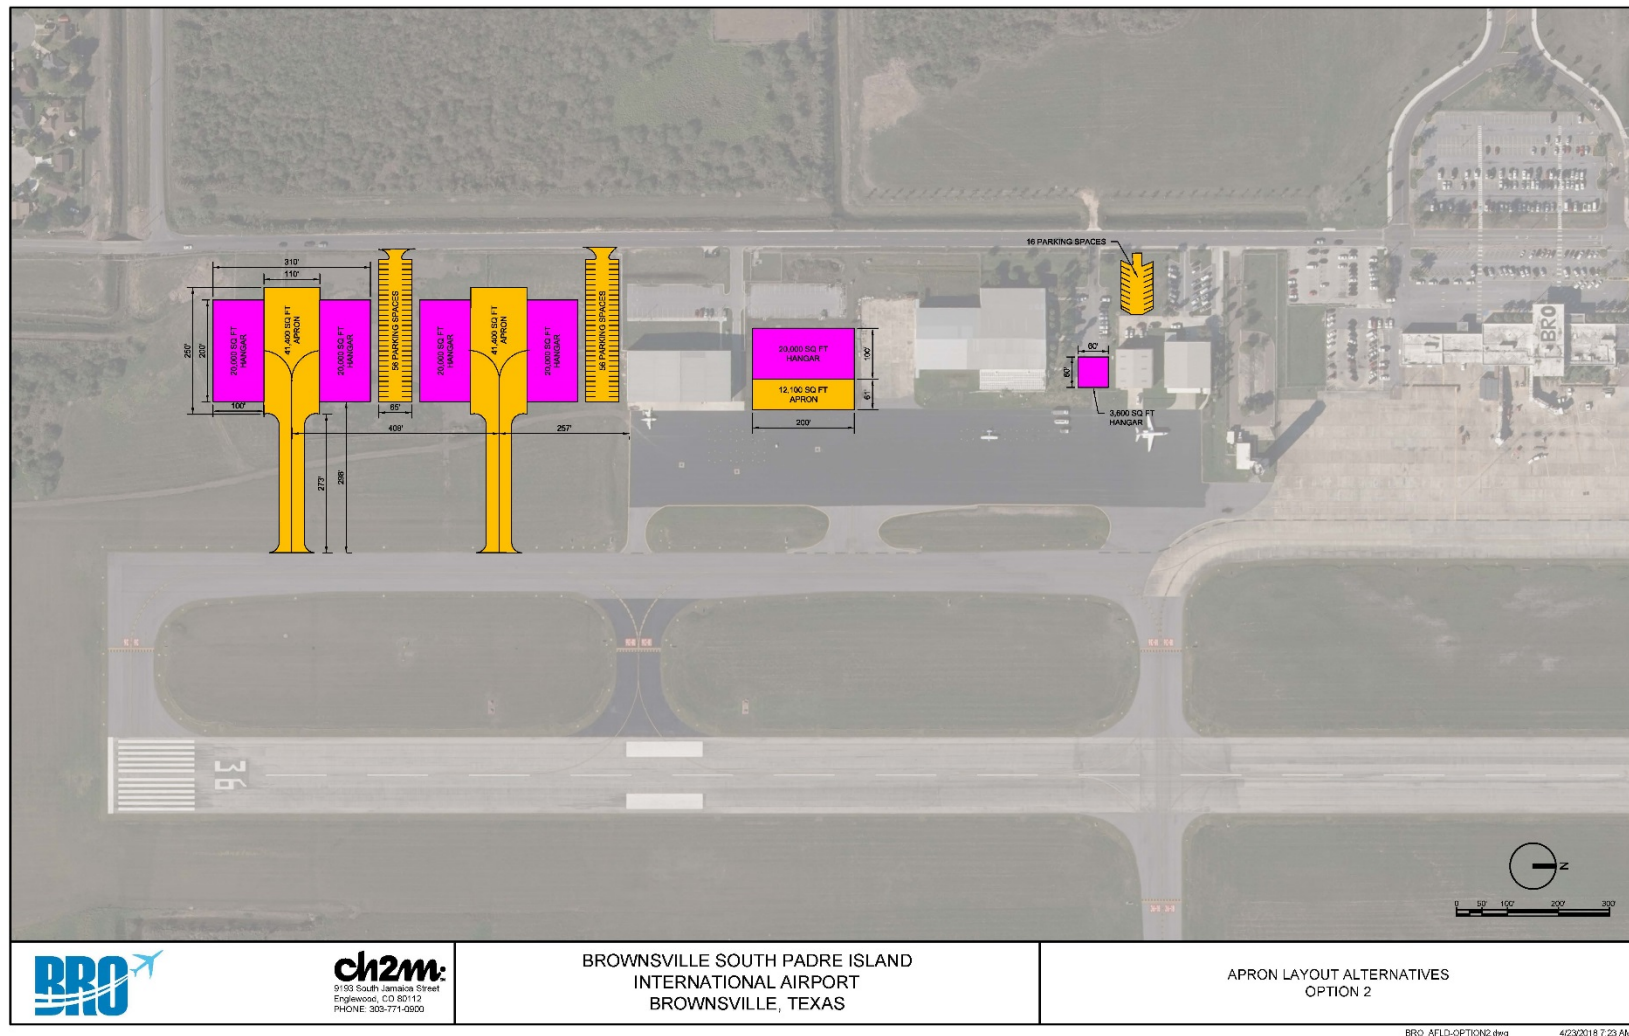 16 PARKING SPACES
310'
110'
250'
200'
20,000 SQ FT
HANGAR
41,400 SQ FT
APRON
20,000 SQ FT
HANGAR
56 PARKING SPACES
20,000 SQ FT
HANGAR
41,400 SQ FT
APRON
20,000 SQ FT
HANGAR
56 PARKING SPACES
20,000 SQ FT
HANGAR
100'
12,100 SQ FT
APRON
61'
200'
60'
60'
3,600 SQ FT
HANGAR
100'
65'
408'
257'
273'
298'
BRO
36
N
0 50' 100' 200' 300'
BRO
ch2m:
9193 South Jamaica Street
Englewood, CO 80112
PHONE: 303-771-0900
BROWNSVILLE SOUTH PADRE ISLAND
INTERNATIONAL AIRPORT
BROWNSVILLE, TEXAS
APRON LAYOUT ALTERNATIVES
OPTION 2
BRO_AFLD-OPTION2.dwg 4/23/2018 7:23 AM